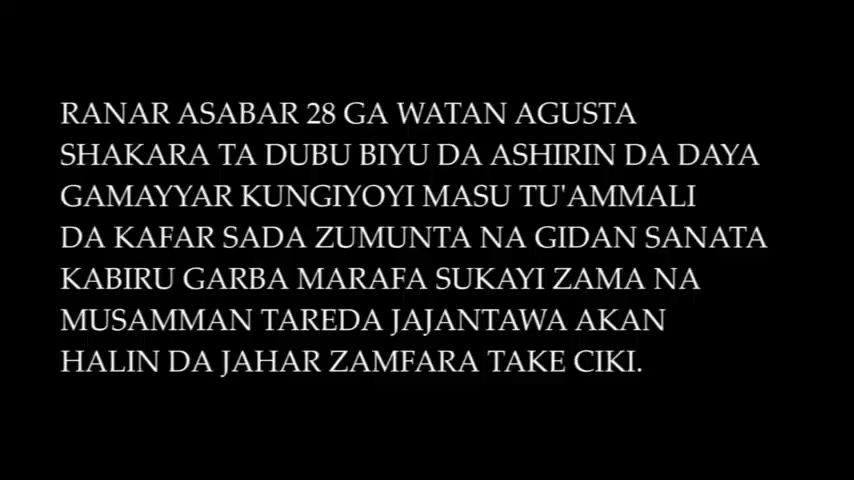 RANAR ASABAR 28 GA WATAN AGUSTA
SHAKARA TA DUBU BIYU DA ASHIRIN DA DAYA
GAMAYYAR KUNGIYOYI MASU TU'AMMALI
DA KAFAR SADA ZUMUNTA NA GIDAN SANATA
KABIRU GARBA MARAFA SUKAYI ZAMA NA
MUSAMMAN TAREDA JAJANTAWA AKAN
HALIN DA JAHAR ZAMFARA TAKE CIKI.